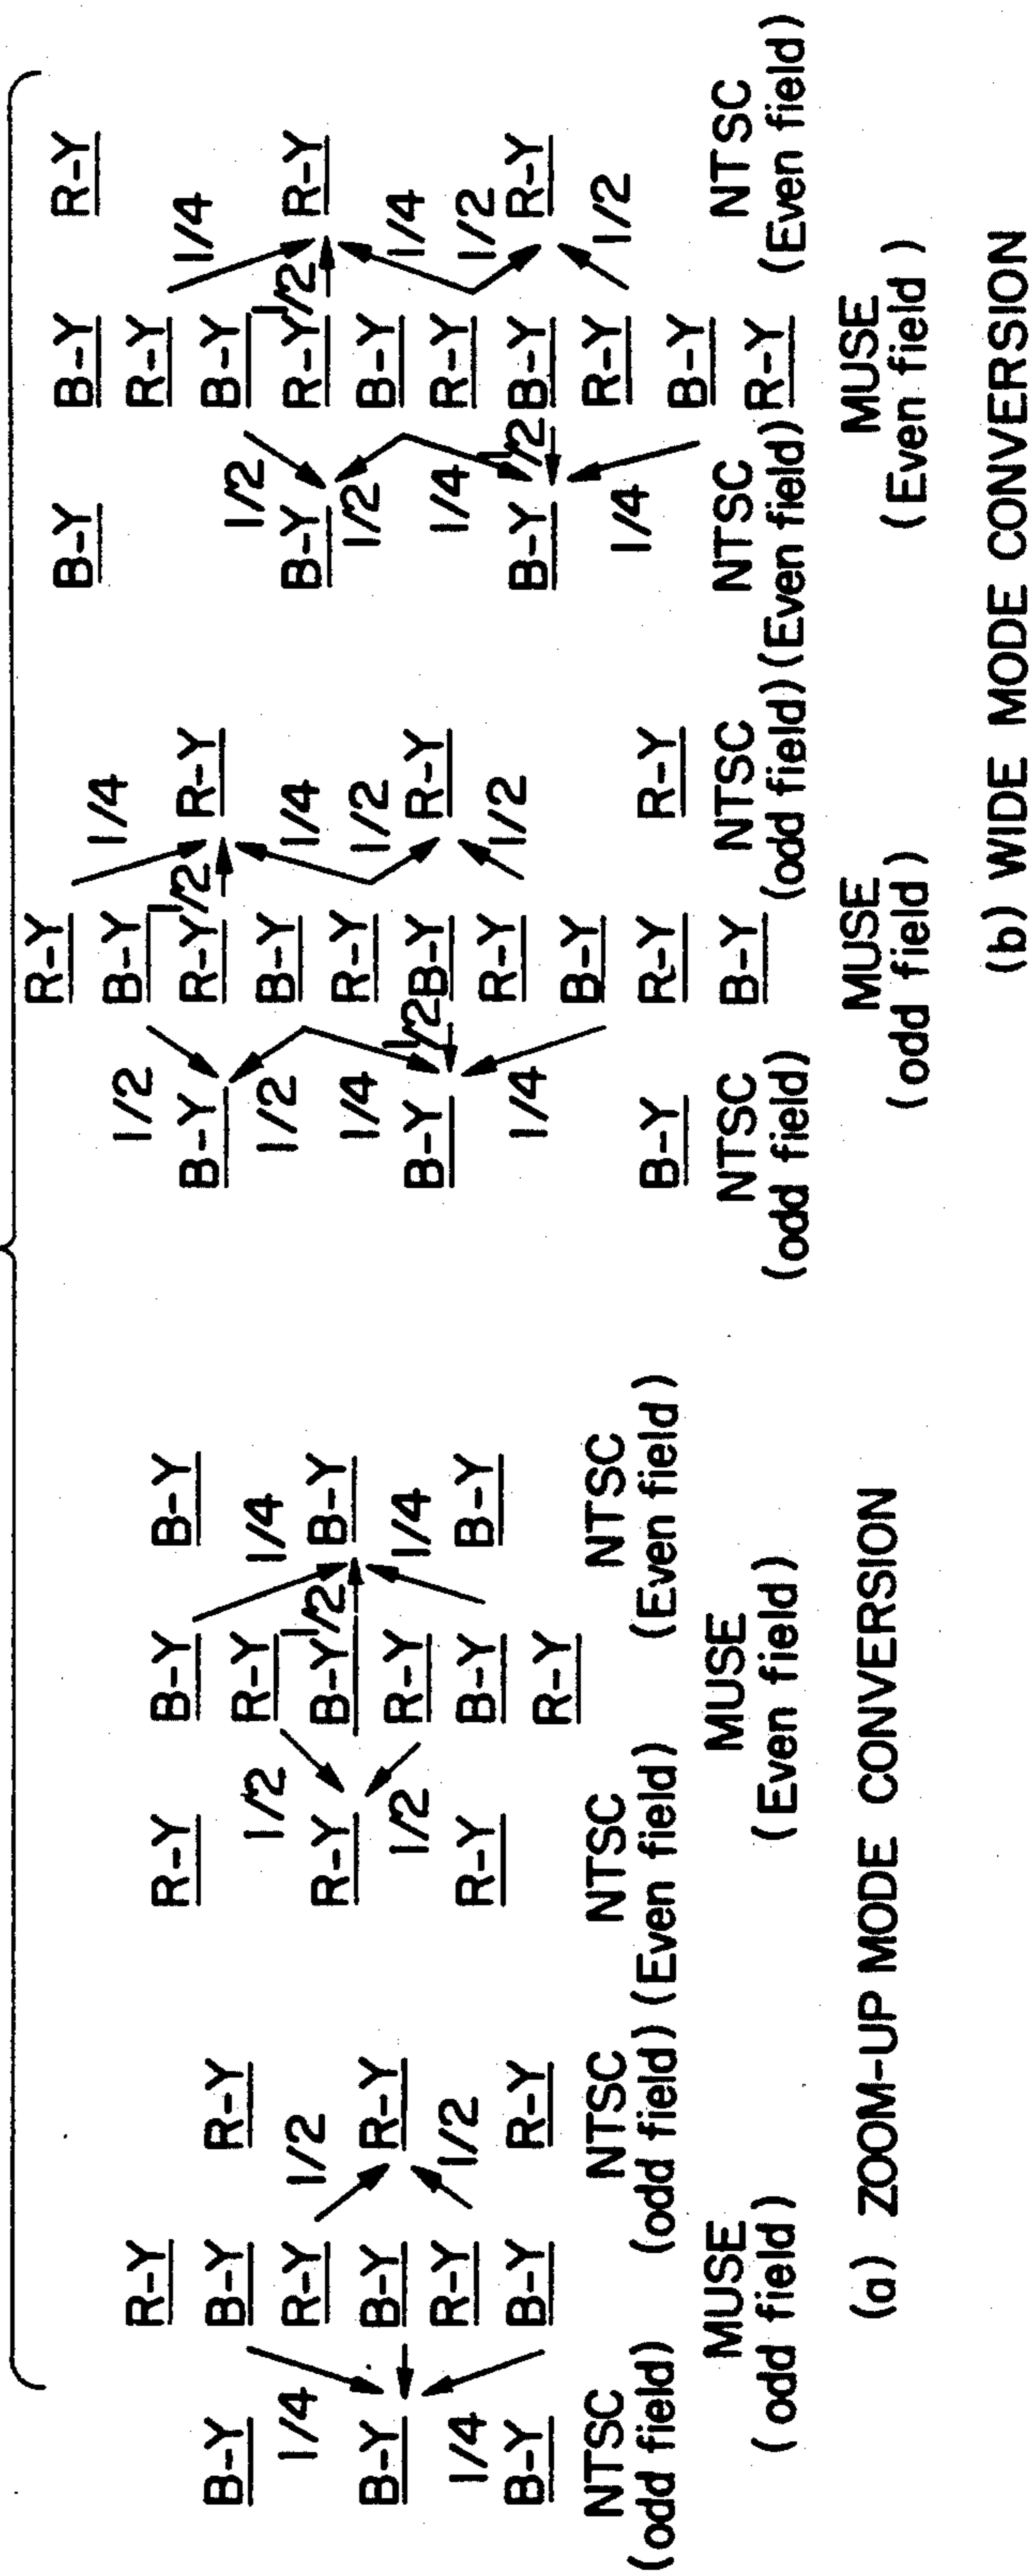 B-Y
1/4
B-Y
1/4
B-Y
NTSC
(odd field)
R-Y
B-Y
R-Y
B-Y
R-Y
B-Y
MUSE
(odd field)
R-Y
1/2
R-Y
1/2
R-Y
NTSC
(odd field)
R-Y
1/2
R-Y
1/2
R-Y
NTSC
(Even field)
B-Y
R-Y
B-Y
1/2
R-Y
B-Y
R-Y
MUSE
(Even field)
B-Y
1/4
B-Y
1/4
B-Y
NTSC
(Even field)
(a) ZOOM-UP MODE CONVERSION
1/2
B-Y
1/2
1/4
B-Y
1/4
B-Y
NTSC
(odd field)
R-Y
B-Y
1/2
R-Y
B-Y
R-Y
1/2
B-Y
R-Y
B-Y
R-Y
B-Y
MUSE
(odd field)
1/4
R-Y
1/4
1/2
R-Y
1/2
R-Y
NTSC
(odd field)
B-Y
1/2
B-Y
1/2
1/4
B-Y
1/4
NTSC
(Even field)
B-Y
R-Y
B-Y
1/2
R-Y
B-Y
R-Y
1/2
B-Y
R-Y
B-Y
R-Y
MUSE
(Even field)
R-Y
1/4
R-Y
1/4
1/2
R-Y
1/2
NTSC
(Even field)
(b) WIDE MODE CONVERSION